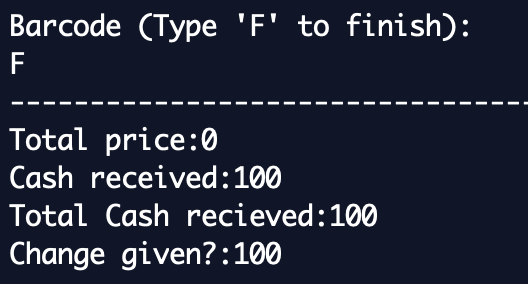 Barcode (Type 'F' to finish):
F
---------------------------------
Total price:0
Cash received:100
Total Cash recieved:100
Change given?:100